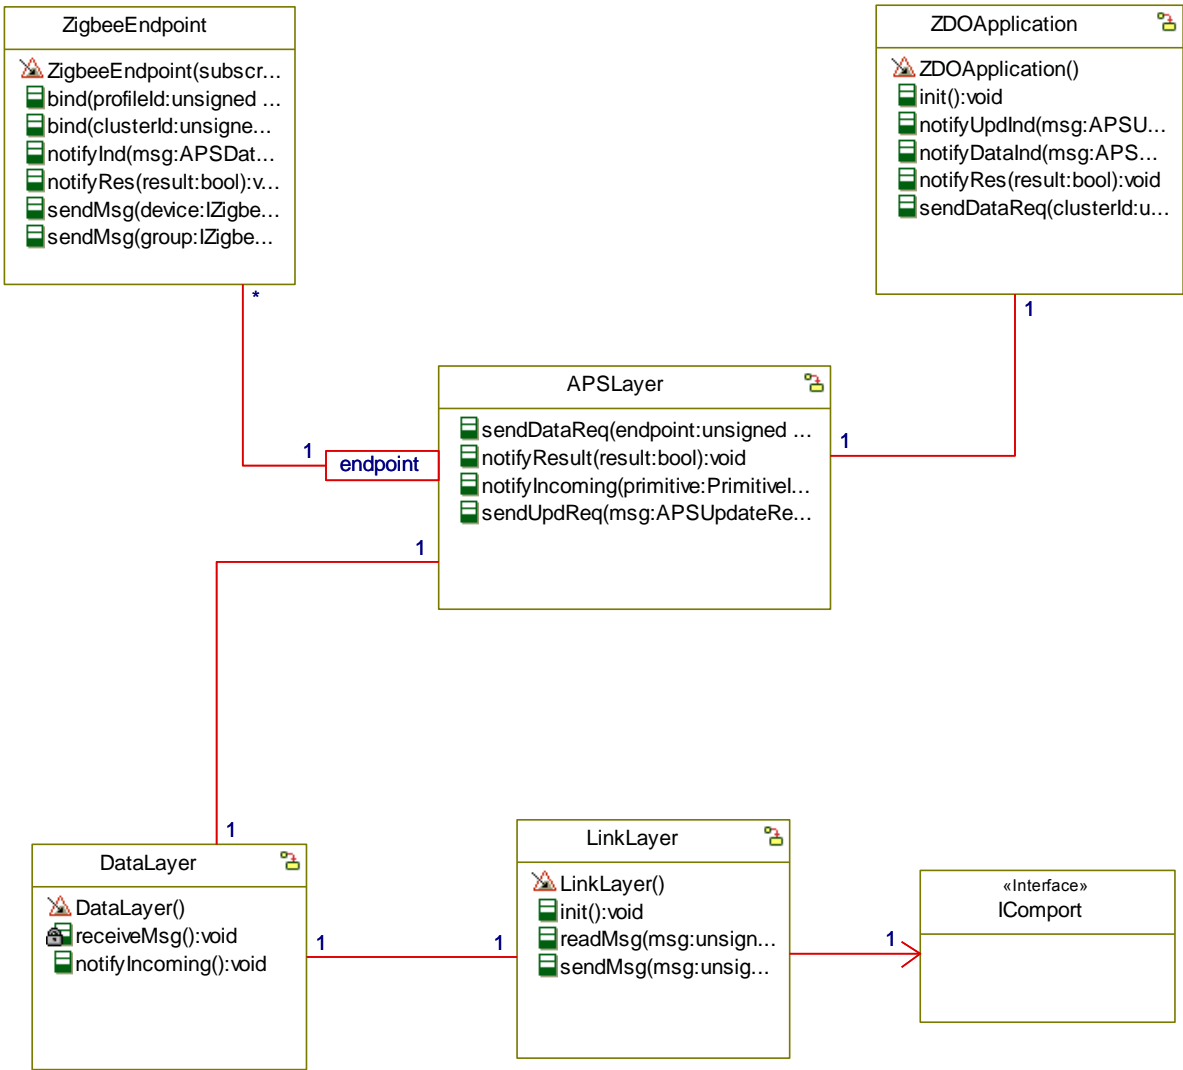 ZigbeeEndpoint
ZigbeeEndpoint(subscr...
bind(profileId:unsigned ...
bind(clusterId:unsigne...
notifyInd(msg:APSDat...
notifyRes(result:bool):v...
sendMsg(device:IZigbe...
sendMsg(group:IZigbe...
*
ZDOApplication
ZDOApplication()
init():void
notifyUpdInd(msg:APSU...
notifyDataInd(msg:APS...
notifyRes(result:bool):void
sendDataReq(clusterId:u...
1
APSLayer
sendDataReq(endpoint:unsigned ...
notifyResult(result:bool):void
notifyIncoming(primitive:PrimitiveI...
sendUpdReq(msg:APSUpdateRe...
1
endpoint
1
1
1
DataLayer
DataLayer()
receiveMsg():void
notifyIncoming():void
1
1
LinkLayer
LinkLayer()
init():void
readMsg(msg:unsign...
sendMsg(msg:unsig...
1
«Interface»
IComport